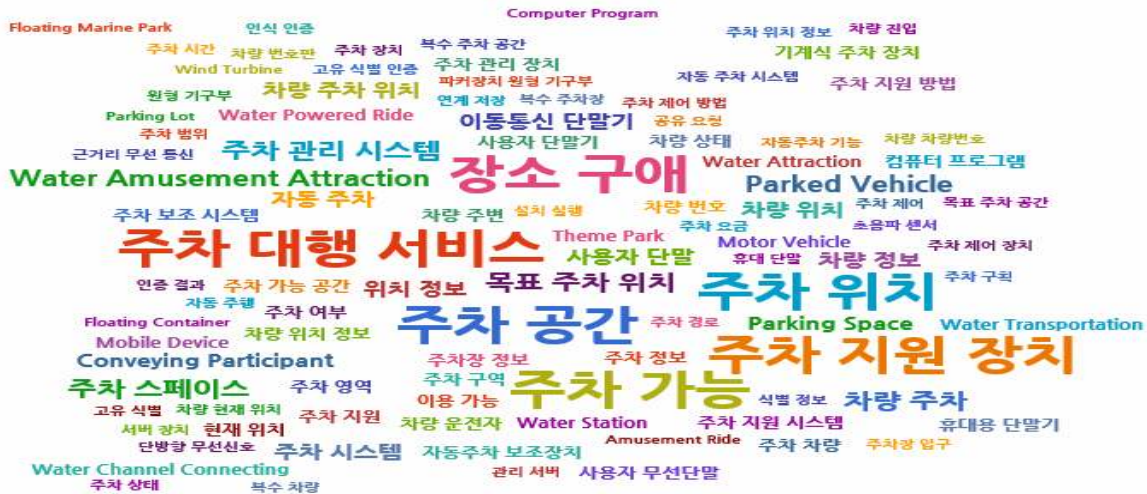 Computer Program
Floating Marine Park 인식 인증 주차 위치 정보 차량 진입
주차 시간 차량 번호판 주차 장치 복수 주차 공간 기계식 주차 장치
Wind Turbine 고유 식별 인증 주차 관리 장치 자동 주차 시스템 주차 지원 방법
원형 기구부 차량 주차 위치 파커장치 원형 기구부
연계 저장 복수 주차장 주차 제어 방법
Parking Lot Water Powered Ride 이동통신 단말기 공유 요청
주차 범위 사용자 단말기 차량 상태 자동주차 기능 차량 차량번호
근거리 무선 통신 주차 관리 시스템 장소 구애 Water Attraction 컴퓨터 프로그램
Water Amusement Attraction Parked Vehicle
자동 주차 차량 번호 차량 위치 주차 제어 목표 주차 공간
주차 보조 시스템 차량 주변 설치 실행 주차 요금 초음파 센서
주차 대행 서비스 Theme Park Motor Vehicle 주차 제어 장치
사용자 단말 휴대 단말 차량 정보
인증 결과 주차 가능 공간 위치 정보 목표 주차 위치 주차 위치 주차 구획
자동 주행 주차 여부
Floating Container 차량 위치 정보 주차 공간 주차 경로 Parking Space Water Transportation
Mobile Device
Conveying Participant 주차장 정보 주차 정보 주차 지원 장치
주차 스페이스 주차 영역 주차 구역 주차 가능
이용 가능 식별 정보 차량 주차
고유 식별 차량 현재 위치 주차 지원 차량 운전자 Water Station 주차 지원 시스템 휴대용 단말기
서버 장치 현재 위치
단방향 무선신호 주차 시스템 자동주차 보조장치 Amusement Ride 주차 차량 주차장 입구
Water Channel Connecting 관리 서버 사용자 무선단말
주차 상태 복수 차량